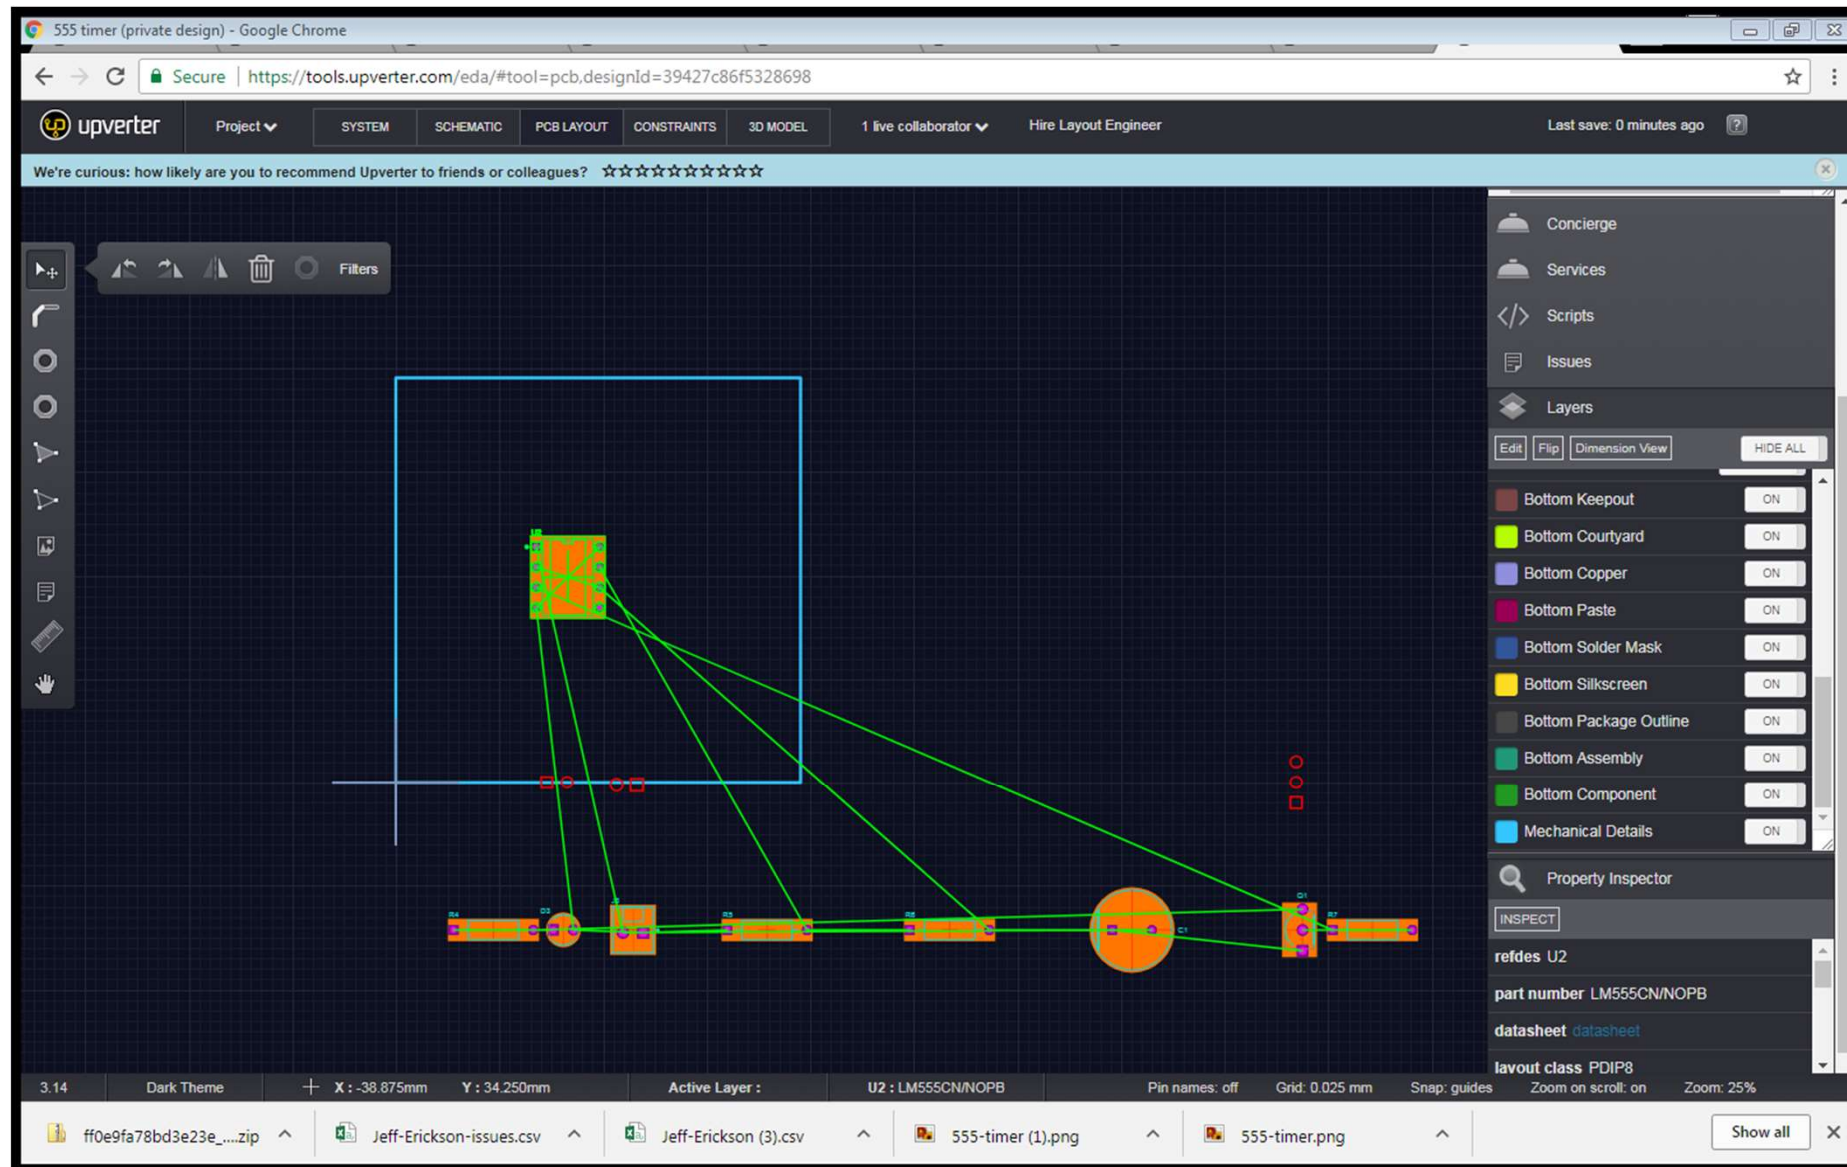 555 timer (private design) - Google Chrome
Secure | https://tools.upverter.com/eda/#tool=pcb,designId=39427c86f5328698
upverter Project SYSTEM SCHEMATIC PCB LAYOUT CONSTRAINTS 3D MODEL 1 live collaborator Hire Layout Engineer Last save: 0 minutes ago ?
We're curious: how likely are you to recommend Upverter to friends or colleagues?
Filters
Concierge
Services
Scripts
Issues
Layers
Edit Flip Dimension View HIDE ALL
Bottom Keepout ON
Bottom Courtyard ON
Bottom Copper ON
Bottom Paste ON
Bottom Solder Mask ON
Bottom Silkscreen ON
Bottom Package Outline ON
Bottom Assembly ON
Bottom Component ON
Mechanical Details ON
Property Inspector
INSPECT
refdes U2
part number LM555CN/NOPB
datasheet datasheet
layout class PDIP8
R4 R7
C1
3.14 Dark Theme X : -38.875mm Y : 34.250mm Active Layer : U2 : LM555CN/NOPB Pin names: off Grid: 0.025 mm Snap: guides Zoom on scroll: on Zoom: 25%
ff0e9fa78bd3e23e_....zip Jeff-Erickson-issues.csv Jeff-Erickson (3).csv 555-timer (1).png 555-timer.png Show all